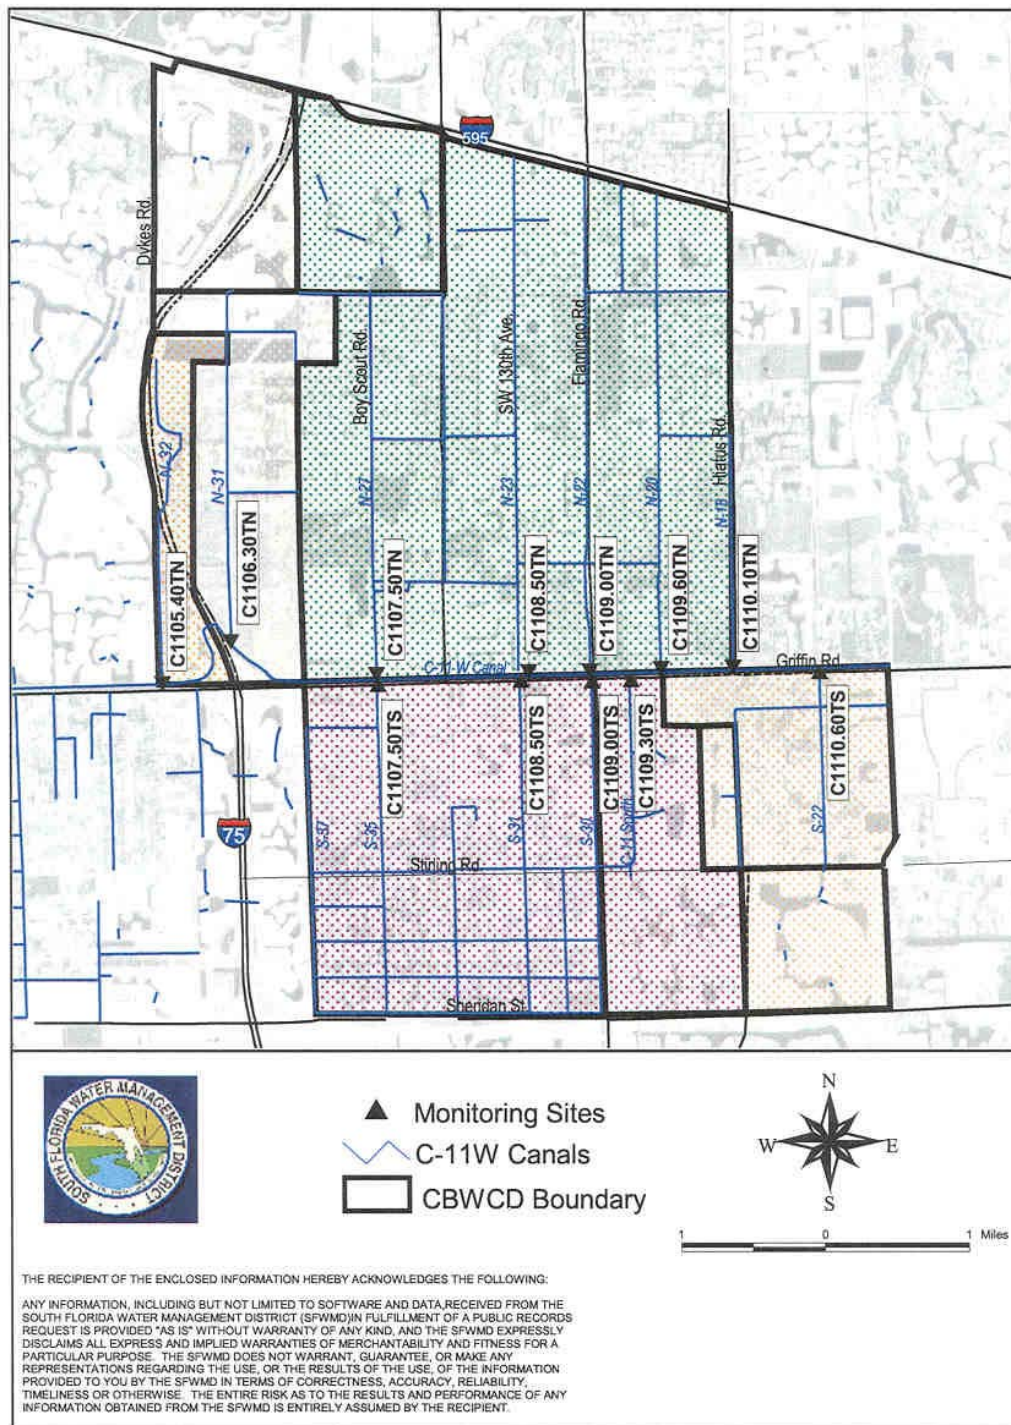 595
Dykes Rd.
Boy Scout Rd.
SW 130th Ave.
Flamingo Rd
Hiatus Rd.
N-32
N-31
N-27
N-23
N-22
N-20
N-18
C1105.40TN
C1106.30TN
C1107.50TN
C1108.50TN
C1109.00TN
C1109.60TN
C1110.10TN
C-11-W Canal
Griffin Rd.
C1107.50TS
C1108.50TS
C1109.00TS
C1109.30TS
C1110.60TS
75
S-37
S-35
S-31
S-30
C-11 South
S-22
Stirling Rd.
Sheridan St.
SOUTH FLORIDA WATER MANAGEMENT DISTRICT
Monitoring Sites
C-11W Canals
CBWCD Boundary
N
W
E
S
1 0 1 Miles
THE RECIPIENT OF THE ENCLOSED INFORMATION HEREBY ACKNOWLEDGES THE FOLLOWING:
ANY INFORMATION, INCLUDING BUT NOT LIMITED TO SOFTWARE AND DATA,RECEIVED FROM THE
SOUTH FLORIDA WATER MANAGEMENT DISTRICT (SFWMD)IN FULFILLMENT OF A PUBLIC RECORDS
REQUEST IS PROVIDED "AS IS" WITHOUT WARRANTY OF ANY KIND, AND THE SFWMD EXPRESSLY
DISCLAIMS ALL EXPRESS AND IMPLIED WARRANTIES OF MERCHANTABILITY AND FITNESS FOR A
PARTICULAR PURPOSE. THE SFWMD DOES NOT WARRANT, GUARANTEE, OR MAKE ANY
REPRESENTATIONS REGARDING THE USE, OR THE RESULTS OF THE USE, OF THE INFORMATION
PROVIDED TO YOU BY THE SFWMD IN TERMS OF CORRECTNESS, ACCURACY, RELIABILITY,
TIMELINESS OR OTHERWISE. THE ENTIRE RISK AS TO THE RESULTS AND PERFORMANCE OF ANY
INFORMATION OBTAINED FROM THE SFWMD IS ENTIRELY ASSUMED BY THE RECIPIENT.